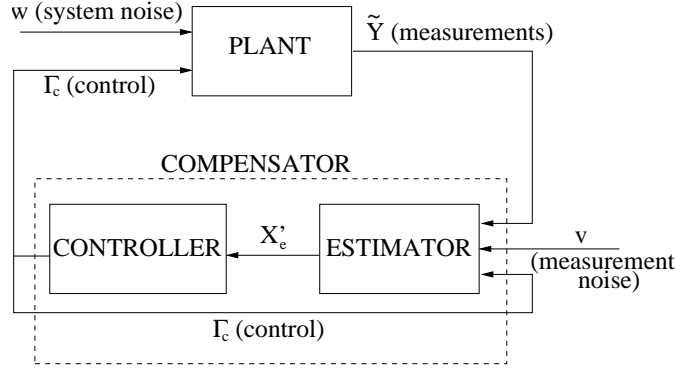 w (system noise)
PLANT
Ỹ (measurements)
Γc (control)
COMPENSATOR
CONTROLLER
X'e
ESTIMATOR
v
(measurement
noise)
Γc (control)